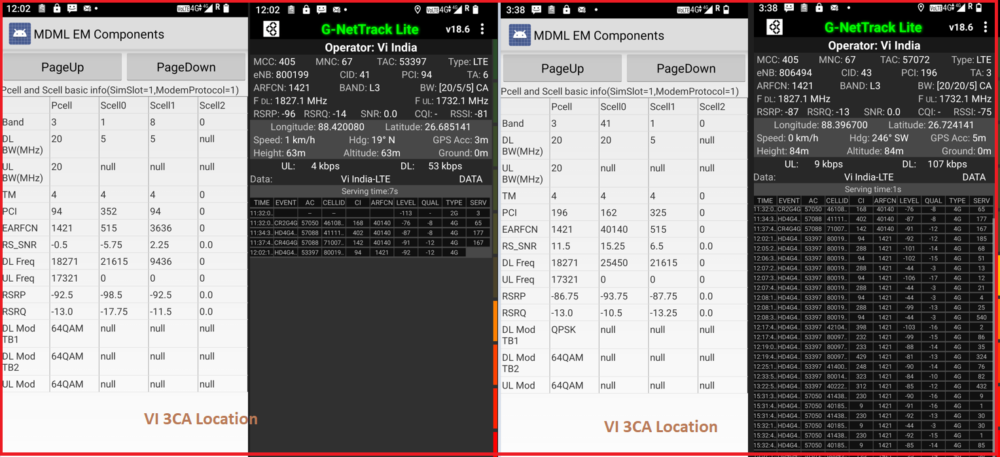 12:02 VoLTE 4G R
MDML EM Components
PageUp PageDown
Pcell and Scell basic info(SimSlot=1,ModemProtocol=1)
Pcell Scell0 Scell1 Scell2
Band 3 1 8 0
DL BW(MHz) 20 5 5 null
UL BW(MHz) 20 null null null
TM 4 4 4 0
PCI 94 352 94 0
EARFCN 1421 515 3636 0
RS_SNR -0.5 -5.75 2.25 0.0
DL Freq 18271 21615 9436 0
UL Freq 17321 0 0 0
RSRP -92.5 -98.5 -92.5 0.0
RSRQ -13.0 -17.75 -11.5 0.0
DL Mod TB1 64QAM null null null
DL Mod TB2 64QAM null null null
UL Mod 64QAM null null null
VI 3CA Location
12:02 VoLTE 4G R
G-NetTrack Lite v18.6
Operator: Vi India
MCC: 405 MNC: 67 TAC: 53397 Type: LTE
eNB: 800199 CID: 41 PCI: 94 TA: 6
ARFCN: 1421 BAND: L3 BW: [20/5/5] CA
F DL: 1827.1 MHz F UL: 1732.1 MHz
RSRP: -96 RSRQ: -14 SNR: 0.0 CQI: - RSSI: -81
Longitude: 88.420080 Latitude: 26.685141
Speed: 1 km/h Hdg: 19° N GPS Acc: 3m
Height: 63m Altitude: 63m Ground: 0m
UL: 4 kbps DL: 53 kbps
Data: Vi India-LTE DATA
Serving time:7s
TIME EVENT AC CELLID CI ARFCN LEVEL QUAL TYPE SERV
11:32:0.. -- -- -113 - 2G 3
11:32:0.. CR2G4G 57050 46108.. 168 40140 -76 -8 4G 65
11:34:3.. HD4G4.. 57088 41111.. 402 40140 -87 -8 4G 177
11:37:4.. CR4G4G 57088 71007.. 142 40140 -91 -12 4G 167
12:02:1.. HD4G4.. 53397 80019.. 94 1421 -92 -12 4G
3:38 VoLTE 4G R
MDML EM Components
PageUp PageDown
Pcell and Scell basic info(SimSlot=1,ModemProtocol=1)
Pcell Scell0 Scell1 Scell2
Band 3 41 1 0
DL BW(MHz) 20 20 5 null
UL BW(MHz) 20 null null null
TM 4 4 4 0
PCI 196 162 325 0
EARFCN 1421 40140 515 0
RS_SNR 11.5 15.25 6.5 0.0
DL Freq 18271 25450 21615 0
UL Freq 17321 0 0 0
RSRP -86.75 -93.75 -87.75 0.0
RSRQ -13.0 -10.5 -13.25 0.0
DL Mod TB1 QPSK null null null
DL Mod TB2 64QAM null null null
UL Mod 64QAM null null null
VI 3CA Location
3:38 VoLTE 4G R
G-NetTrack Lite v18.6
Operator: Vi India
MCC: 405 MNC: 67 TAC: 57072 Type: LTE
eNB: 806494 CID: 43 PCI: 196 TA: 3
ARFCN: 1421 BAND: L3 BW: [20/20/5] CA
F DL: 1827.1 MHz F UL: 1732.1 MHz
RSRP: -87 RSRQ: -13 SNR: 0.0 CQI: - RSSI: -75
Longitude: 88.396700 Latitude: 26.724141
Speed: 0 km/h Hdg: 246° SW GPS Acc: 5m
Height: 84m Altitude: 84m Ground: 0m
UL: 9 kbps DL: 107 kbps
Data: Vi India-LTE DATA
Serving time:1s
TIME EVENT AC CELLID CI ARFCN LEVEL QUAL TYPE SERV
11:32:0.. CR2G4G 57050 46108.. 168 40140 -76 -8 4G 65
11:34:3.. HD4G4.. 57088 41111.. 402 40140 -87 -8 4G 177
11:37:4.. CR4G4G 57088 71007.. 142 40140 -91 -12 4G 167
12:02:1.. HD4G4.. 53397 80019.. 94 1421 -92 -12 4G 185
12:05:2.. HD4G4.. 53397 80019.. 288 1421 -101 -14 4G 68
12:06:3.. HD4G4.. 53397 80019.. 94 1421 -102 -15 4G 51
12:07:2.. HD4G4.. 53397 80019.. 288 1421 -44 -3 4G 13
12:07:3.. HD4G4.. 53397 80019.. 94 1421 -106 -17 4G 12
12:07:4.. HD4G4.. 53397 80019.. 288 1421 -44 -3 4G 21
12:08:1.. HD4G4.. 53397 80019.. 94 1421 -44 -3 4G 4
12:08:1.. HD4G4.. 53397 80019.. 288 1421 -99 -13 4G 25
12:08:3.. HD4G4.. 53397 80019.. 94 1421 -44 -3 4G 540
12:17:4.. HD4G4.. 53397 42104.. 398 1421 -103 -16 4G 2
12:17:4.. HD4G4.. 53397 80097.. 232 1421 -99 -15 4G 86
12:19:0.. HD4G4.. 53397 80097.. 233 1421 -88 -14 4G 35
12:19:4.. HD4G4.. 53397 80097.. 429 1421 -81 -13 4G 324
12:25:1.. HD4G4.. 53397 41400.. 248 1421 -90 -14 4G 76
12:33:5.. HD4G4.. 53397 80014.. 323 1421 -84 -10 4G 82
13:22:5.. HD4G4.. 53397 40222.. 312 1421 -85 -12 4G 432
15:31:3.. HD4G4.. 57050 41438.. 230 1421 -90 -16 4G 9
15:31:4.. HD4G4.. 57050 40185.. 9 1421 -91 -16 4G 1
15:31:4.. HD4G4.. 57050 41438.. 230 1421 -92 -13 4G 30
15:32:1.. HD4G4.. 57050 40185.. 9 1421 -44 -3 4G 30
15:32:4.. HD4G4.. 57050 41438.. 230 1421 -92 -15 4G 1
15:32:4.. HD4G4.. 57050 40185.. 9 1421 -85 -14 4G 85